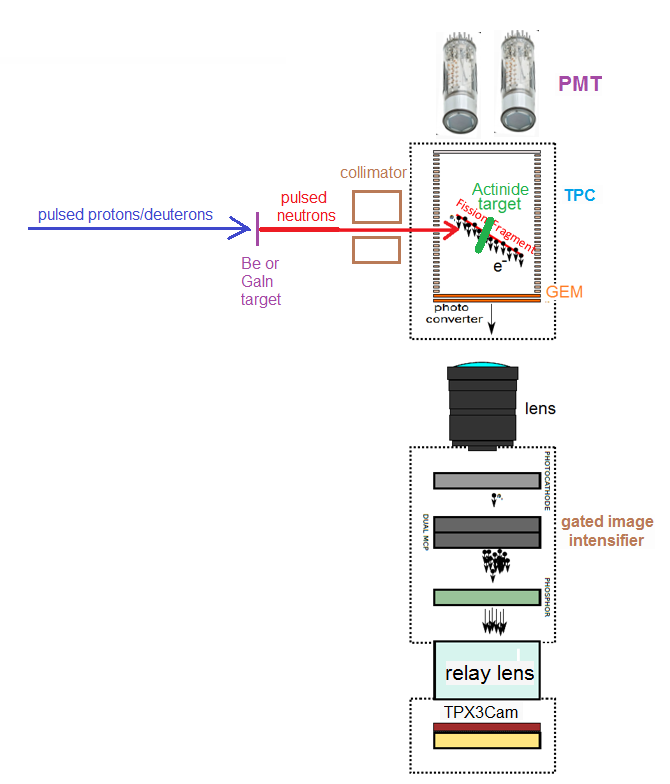 PMT
collimator
TPC
pulsed protons/deuterons
pulsed
neutrons
Actinide
target
Fission Fragment
e-
Be or
GaIn
target
GEM
photo
converter
lens
PHOTOCATHODE
e-
DUAL MCP
gated image
intensifier
PHOSPHOR
relay lens
TPX3Cam